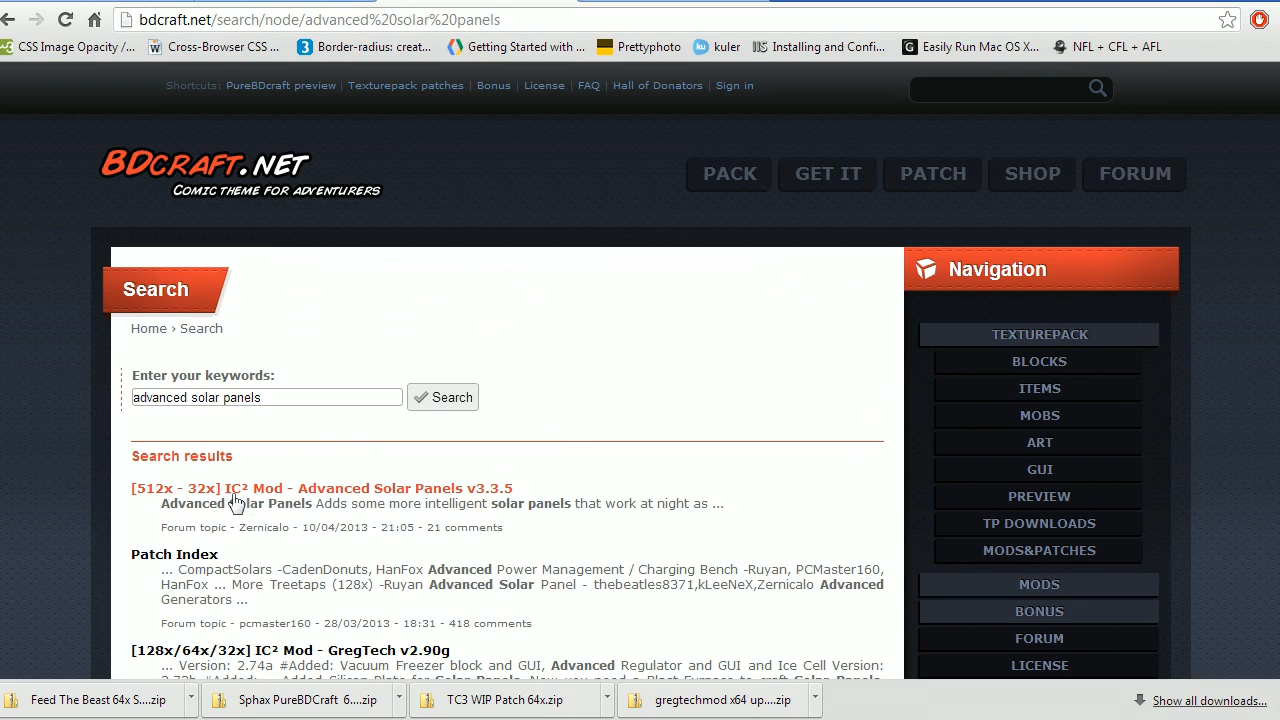 bdcraft.net/search/node/advanced%20solar%20panels
CSS Image Opacity /... Cross-Browser CSS ... Border-radius: creat... Getting Started with ... Prettyphoto kuler Installing and Confi... Easily Run Mac OS X ... NFL + CFL + AFL
Shortcuts: PureBDcraft preview | Texturepack patches | Bonus | License | FAQ | Hall of Donators | Sign in
BDCRAFT.NET
COMIC THEME FOR ADVENTURERS
PACK GET IT PATCH SHOP FORUM
Search
Home › Search
Enter your keywords:
advanced solar panels Search
Search results
[512x - 32x] IC² Mod - Advanced Solar Panels v3.3.5
Advanced Solar Panels Adds some more intelligent solar panels that work at night as ...
Forum topic - Zernicalo - 10/04/2013 - 21:05 - 21 comments
Patch Index
... CompactSolars -CadenDonuts, HanFox Advanced Power Management / Charging Bench -Ruyan, PCMaster160,
HanFox ... More Treetaps (128x) -Ruyan Advanced Solar Panel - thebeatles8371,kLeeNeX,Zernicalo Advanced
Generators ...
Forum topic - pcmaster160 - 28/03/2013 - 18:31 - 418 comments
[128x/64x/32x] IC² Mod - GregTech v2.90g
... Version: 2.74a #Added: Vacuum Freezer block and GUI, Advanced Regulator and GUI and Ice Cell Version:
Navigation
TEXTUREPACK
BLOCKS
ITEMS
MOBS
ART
GUI
PREVIEW
TP DOWNLOADS
MODS&PATCHES
MODS
BONUS
FORUM
LICENSE
Feed The Beast 64x S....zip Sphax PureBDCraft 6....zip TC3 WIP Patch 64x.zip gregtechmod x64 up....zip Show all downloads...